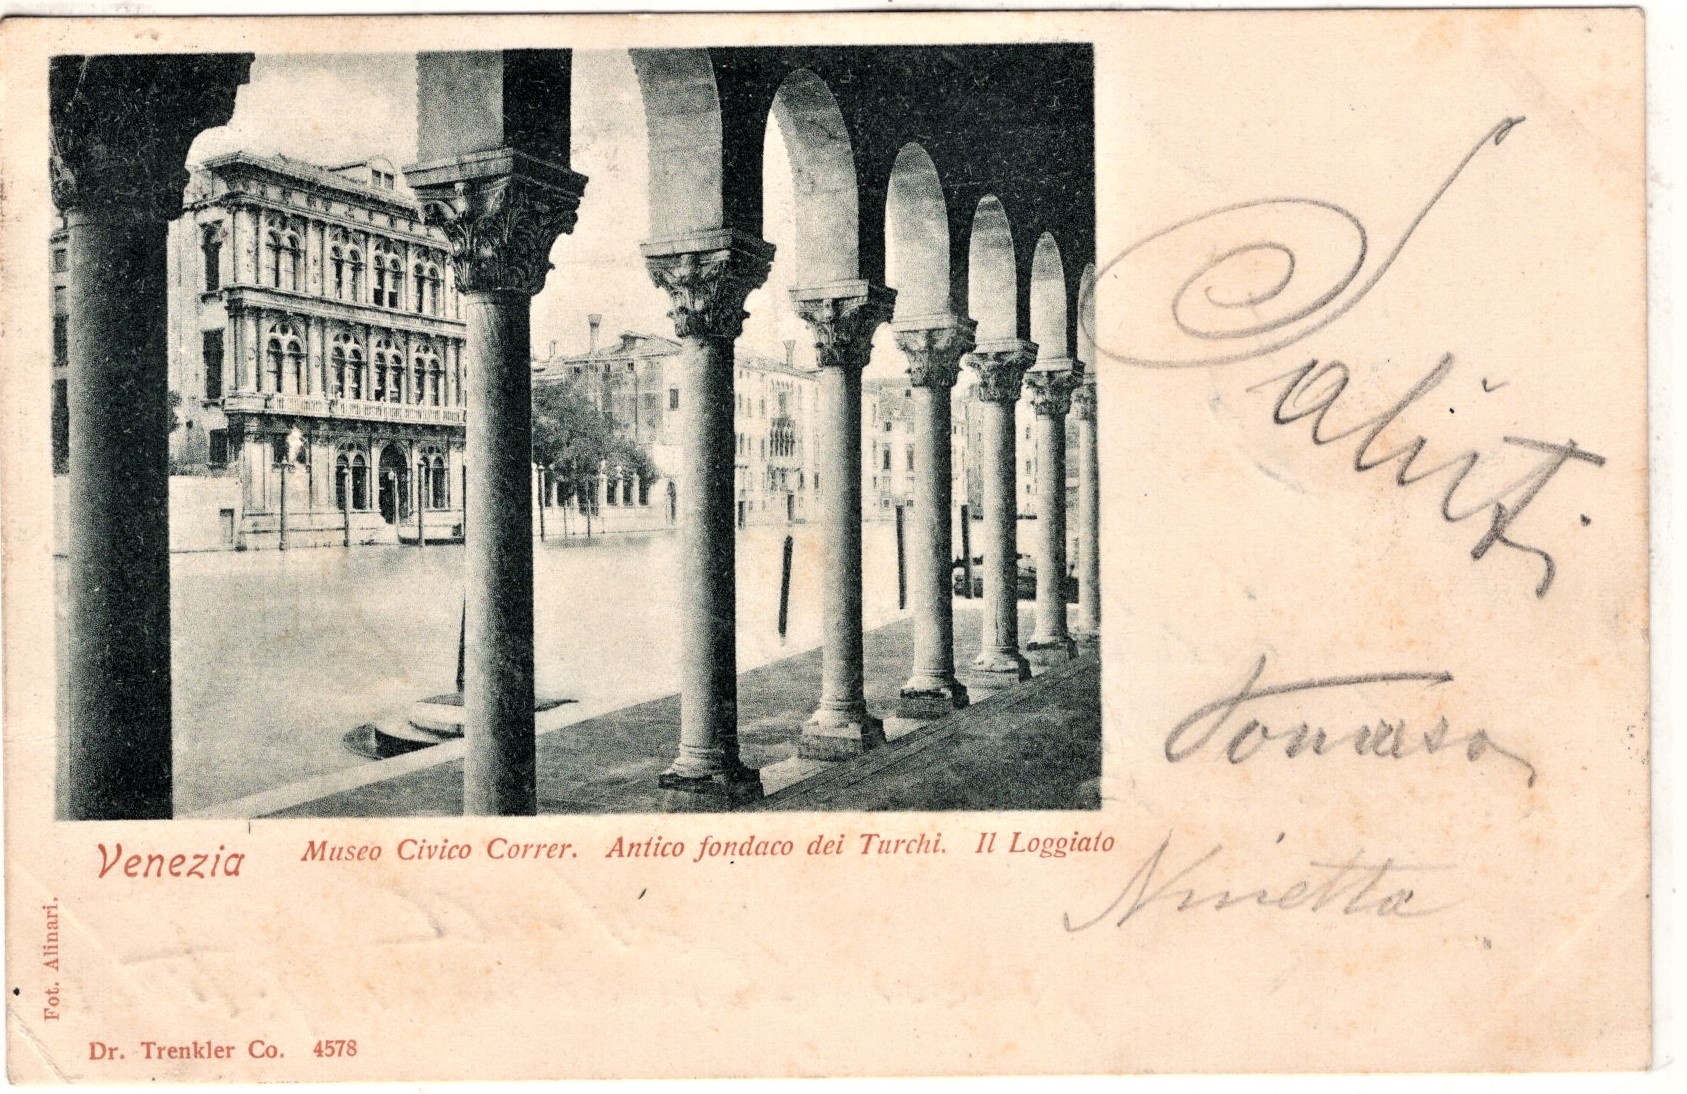 Saluti
Tomaso
Ninetta
Venezia
Museo Civico Correr. Antico fondaco dei Turchi. Il Loggiato
Fot. Alinari.
Dr. Trenkler Co. 4578